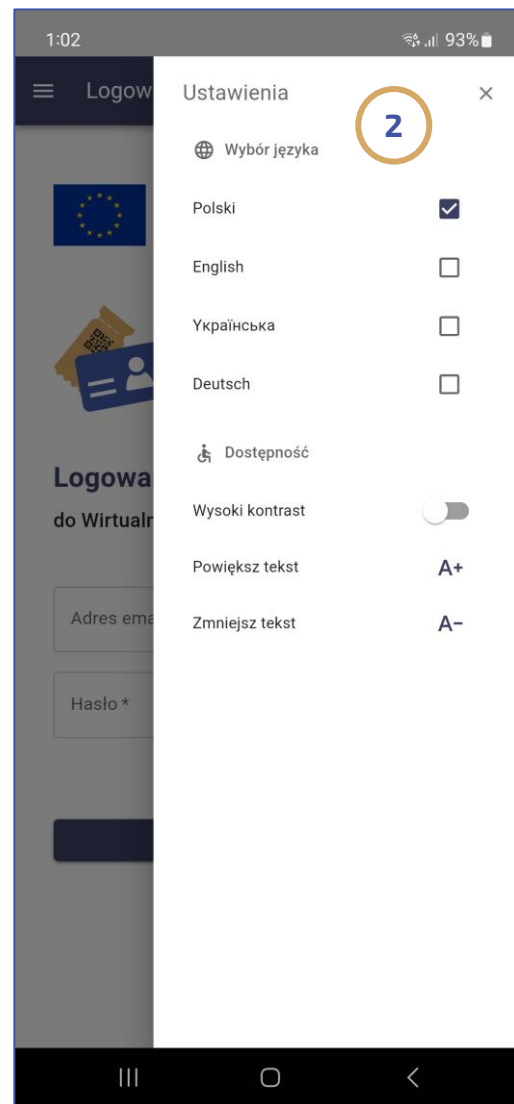 1:02 93%
Logow
Ustawienia
2
Wybór języka
Polski
English
Українська
Deutsch
Dostępność
Logowa
Wysoki kontrast
do Wirtualr
Powiększ tekst A+
Adres ema
Zmniejsz tekst A-
Hasło *